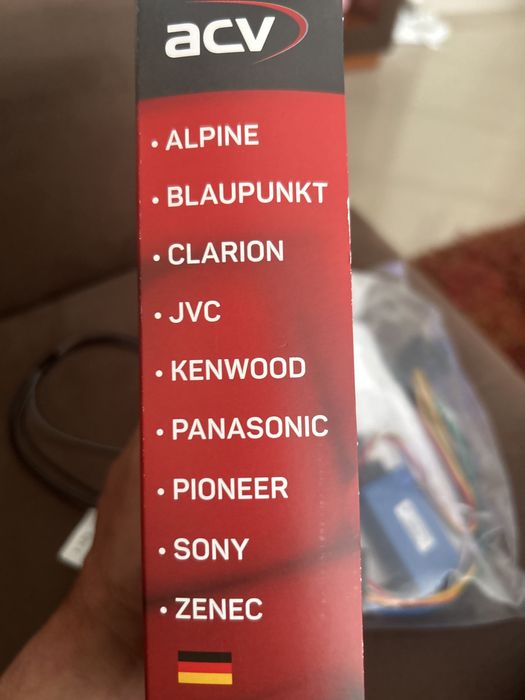 acv
• ALPINE
• BLAUPUNKT
• CLARION
• JVC
• KENWOOD
• PANASONIC
• PIONEER
• SONY
• ZENEC